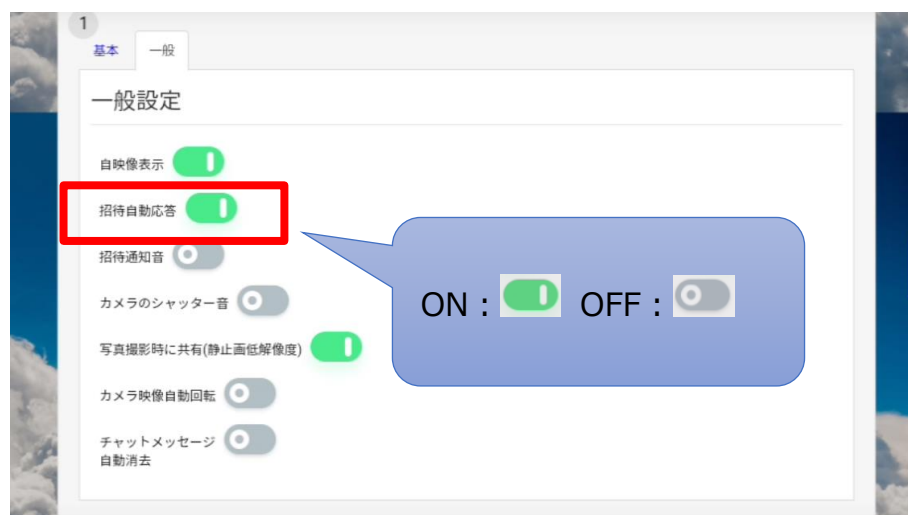 1
基本 一般
一般設定
自映像表示
招待自動応答
招待通知音
カメラのシャッター音
写真撮影時に共有(静止画低解像度)
カメラ映像自動回転
チャットメッセージ
自動消去
ON : OFF :